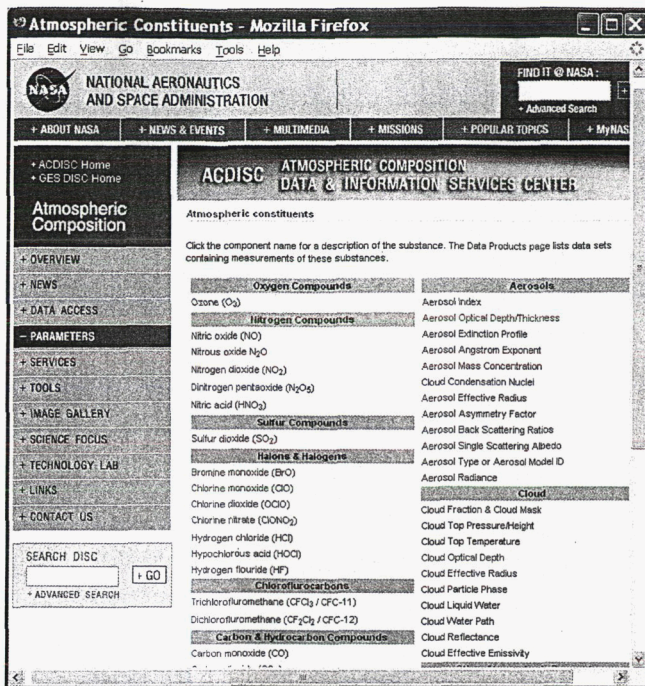 Atmospheric Constituents - Mozilla Firefox
File Edit View Go Bookmarks Tools Help
NASA
NATIONAL AERONAUTICS
AND SPACE ADMINISTRATION
FIND IT @ NASA :
+
+ Advanced Search
+ ABOUT NASA
+ NEWS & EVENTS
+ MULTIMEDIA
+ MISSIONS
+ POPULAR TOPICS
+ MyNAS
+ ACDISC Home
+ GES DISC Home
Atmospheric
Composition
+ OVERVIEW
+ NEWS
+ DATA ACCESS
– PARAMETERS
+ SERVICES
+ TOOLS
+ IMAGE GALLERY
+ SCIENCE FOCUS
+ TECHNOLOGY LAB
+ LINKS
+ CONTACT US
SEARCH DISC
+ GO
+ ADVANCED SEARCH
ACDISC
ATMOSPHERIC COMPOSITION
DATA & INFORMATION SERVICES CENTER
Atmospheric constituents
Click the component name for a description of the substance. The Data Products page lists data sets
containing measurements of these substances.
Oxygen Compounds
Ozone (O₃)
Nitrogen Compounds
Nitric oxide (NO)
Nitrous oxide N₂O
Nitrogen dioxide (NO₂)
Dinitrogen pentaoxide (N₂O₅)
Nitric acid (HNO₃)
Sulfur Compounds
Sulfur dioxide (SO₂)
Halons & Halogens
Bromine monoxide (BrO)
Chlorine monoxide (ClO)
Chlorine dioxide (OClO)
Chlorine nitrate (ClONO₂)
Hydrogen chloride (HCl)
Hypochlorous acid (HOCl)
Hydrogen flouride (HF)
Chloroflurocarbons
Trichlorofluromethane (CFCl₃ / CFC-11)
Dichlorofluromethane (CF₂Cl₂ / CFC-12)
Carbon & Hydrocarbon Compounds
Carbon monoxide (CO)
Aerosols
Aerosol Index
Aerosol Optical Depth/Thickness
Aerosol Extinction Profile
Aerosol Angstrom Exponent
Aerosol Mass Concentration
Cloud Condensation Nuclei
Aerosol Effective Radius
Aerosol Asymmetry Factor
Aerosol Back Scattering Ratios
Aerosol Single Scattering Albedo
Aerosol Type or Aerosol Model ID
Aerosol Radiance
Cloud
Cloud Fraction & Cloud Mask
Cloud Top Pressure/Height
Cloud Top Temperature
Cloud Optical Depth
Cloud Effective Radius
Cloud Particle Phase
Cloud Liquid Water
Cloud Water Path
Cloud Reflectance
Cloud Effective Emissivity